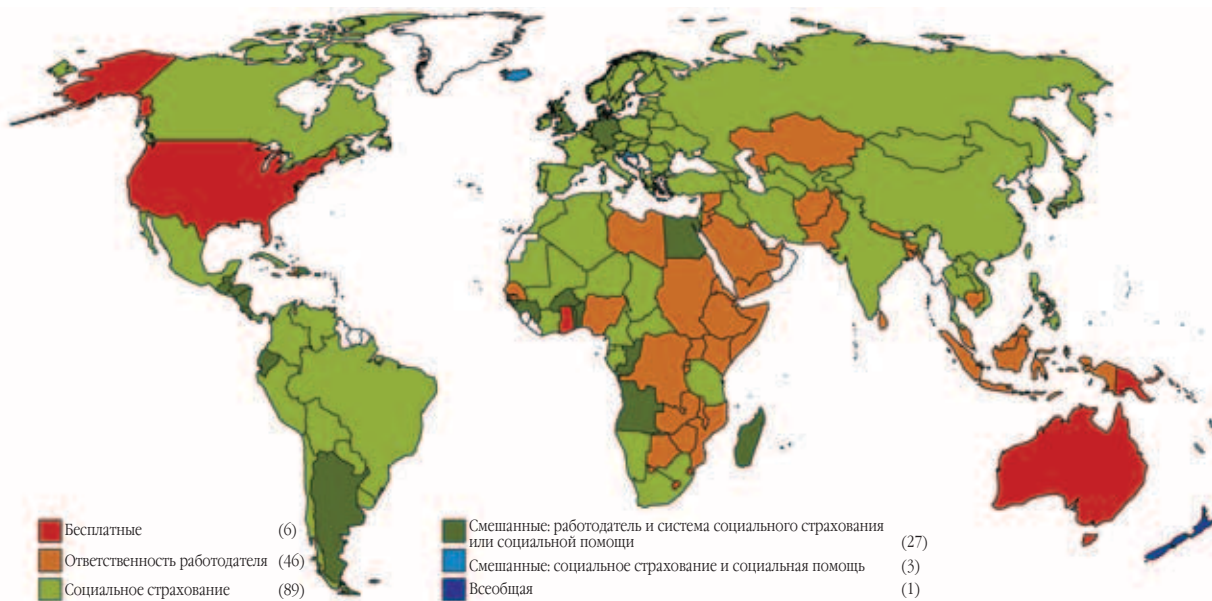 Бесплатные (6)
Ответственность работодателя (46)
Социальное страхование (89)
Смешанные: работодатель и система социального страхования
или социальной помощи (27)
Смешанные: социальное страхование и социальная помощь (3)
Всеобщая (1)